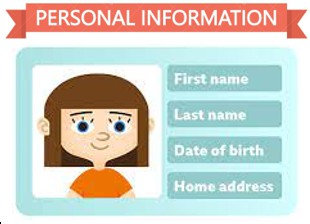 PERSONAL INFORMATION
First name
Last name
Date of birth
Home address